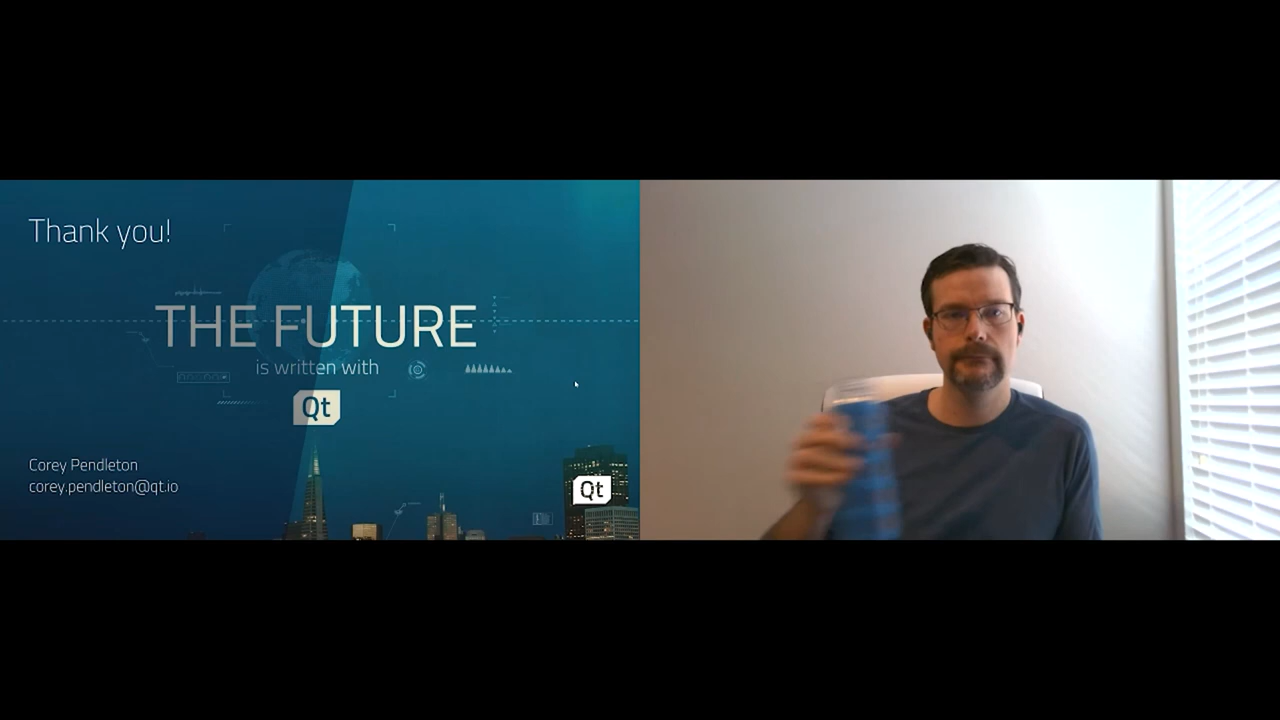 Thank you!
THE FUTURE
is written with
Qt
Corey Pendleton
corey.pendleton@qt.io
Qt